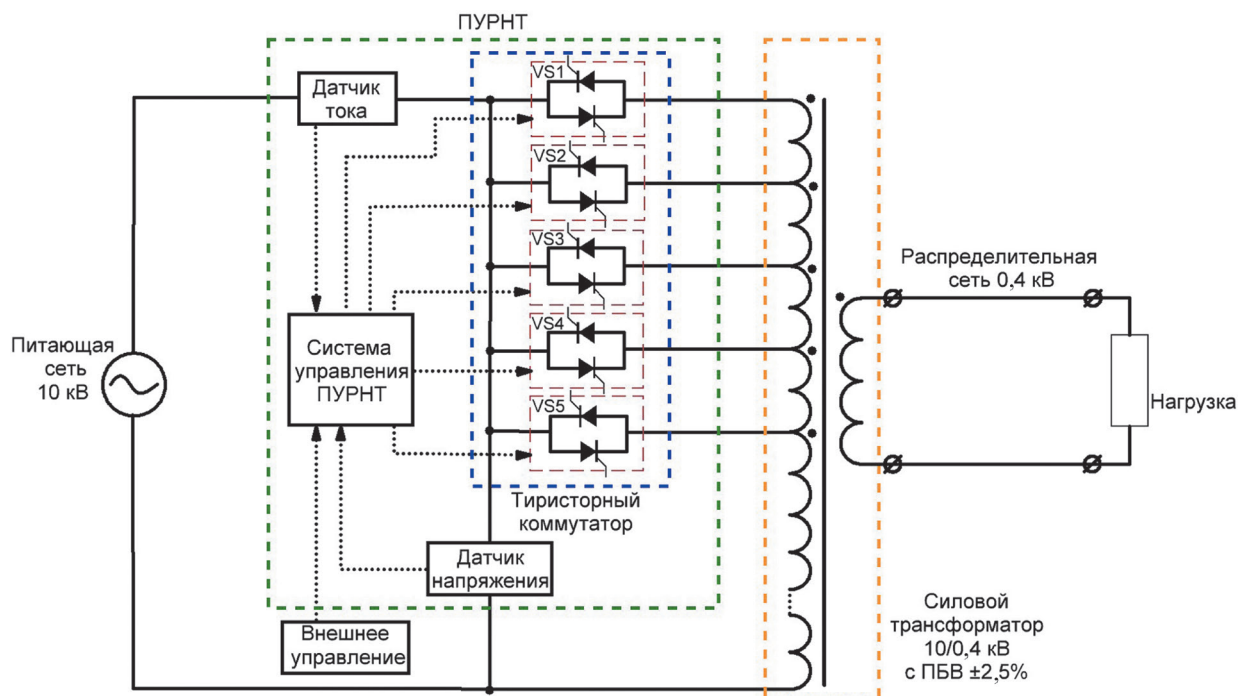 ПУРНТ
Датчик
тока
VS1
VS2
VS3
VS4
VS5
Питающая
сеть
10 кВ
Система
управления
ПУРНТ
Распределительная
сеть 0,4 кВ
Нагрузка
Тиристорный
коммутатор
Датчик
напряжения
Внешнее
управление
Силовой
трансформатор
10/0,4 кВ
с ПБВ ±2,5%